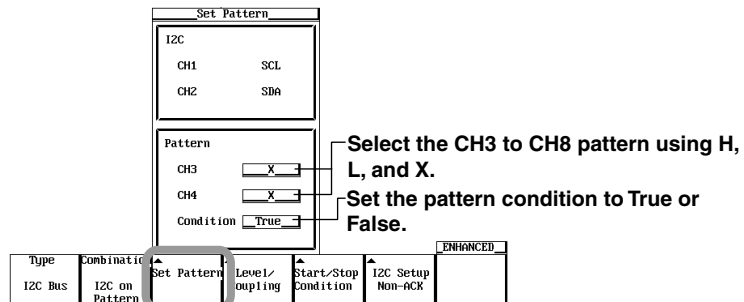 Set Pattern
I2C
CH1 SCL
CH2 SDA
Pattern
CH3 X
CH4 X
Condition True
Select the CH3 to CH8 pattern using H,
L, and X.
Set the pattern condition to True or
False.
ENHANCED
Type
I2C Bus
Combination
I2C on
Pattern
Set Pattern
Level/
Coupling
Start/Stop
Condition
I2C Setup
Non-ACK